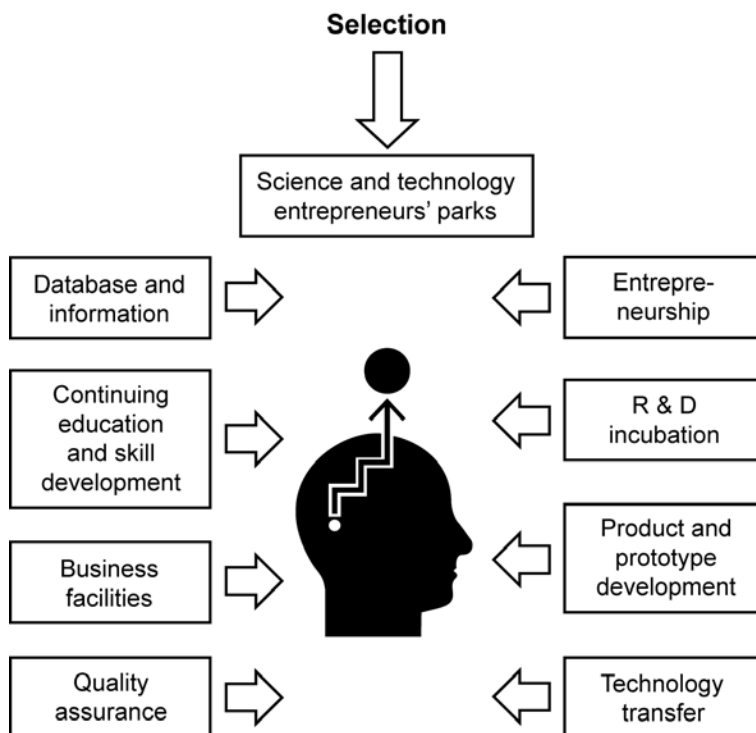 Selection
Science and technology
entrepreneurs’ parks
Database and
information
Continuing
education
and skill
development
Business
facilities
Quality
assurance
Entrepre-
neurship
R & D
incubation
Product and
prototype
development
Technology
transfer